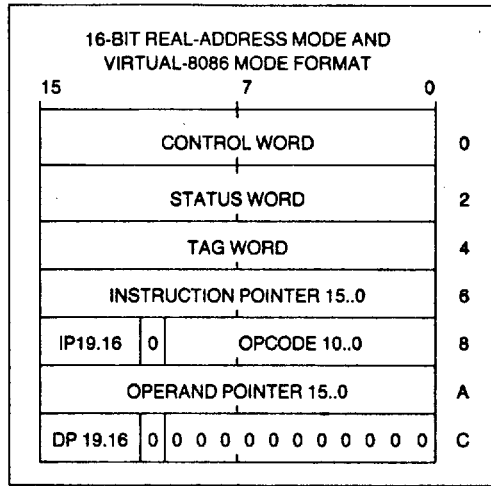 16-BIT REAL-ADDRESS MODE AND
VIRTUAL-8086 MODE FORMAT
15 7 0
CONTROL WORD 0
STATUS WORD 2
TAG WORD 4
INSTRUCTION POINTER 15..0 6
IP19.16 0 OPCODE 10..0 8
OPERAND POINTER 15..0 A
DP 19.16 0 0 0 0 0 0 0 0 0 0 0 0 C